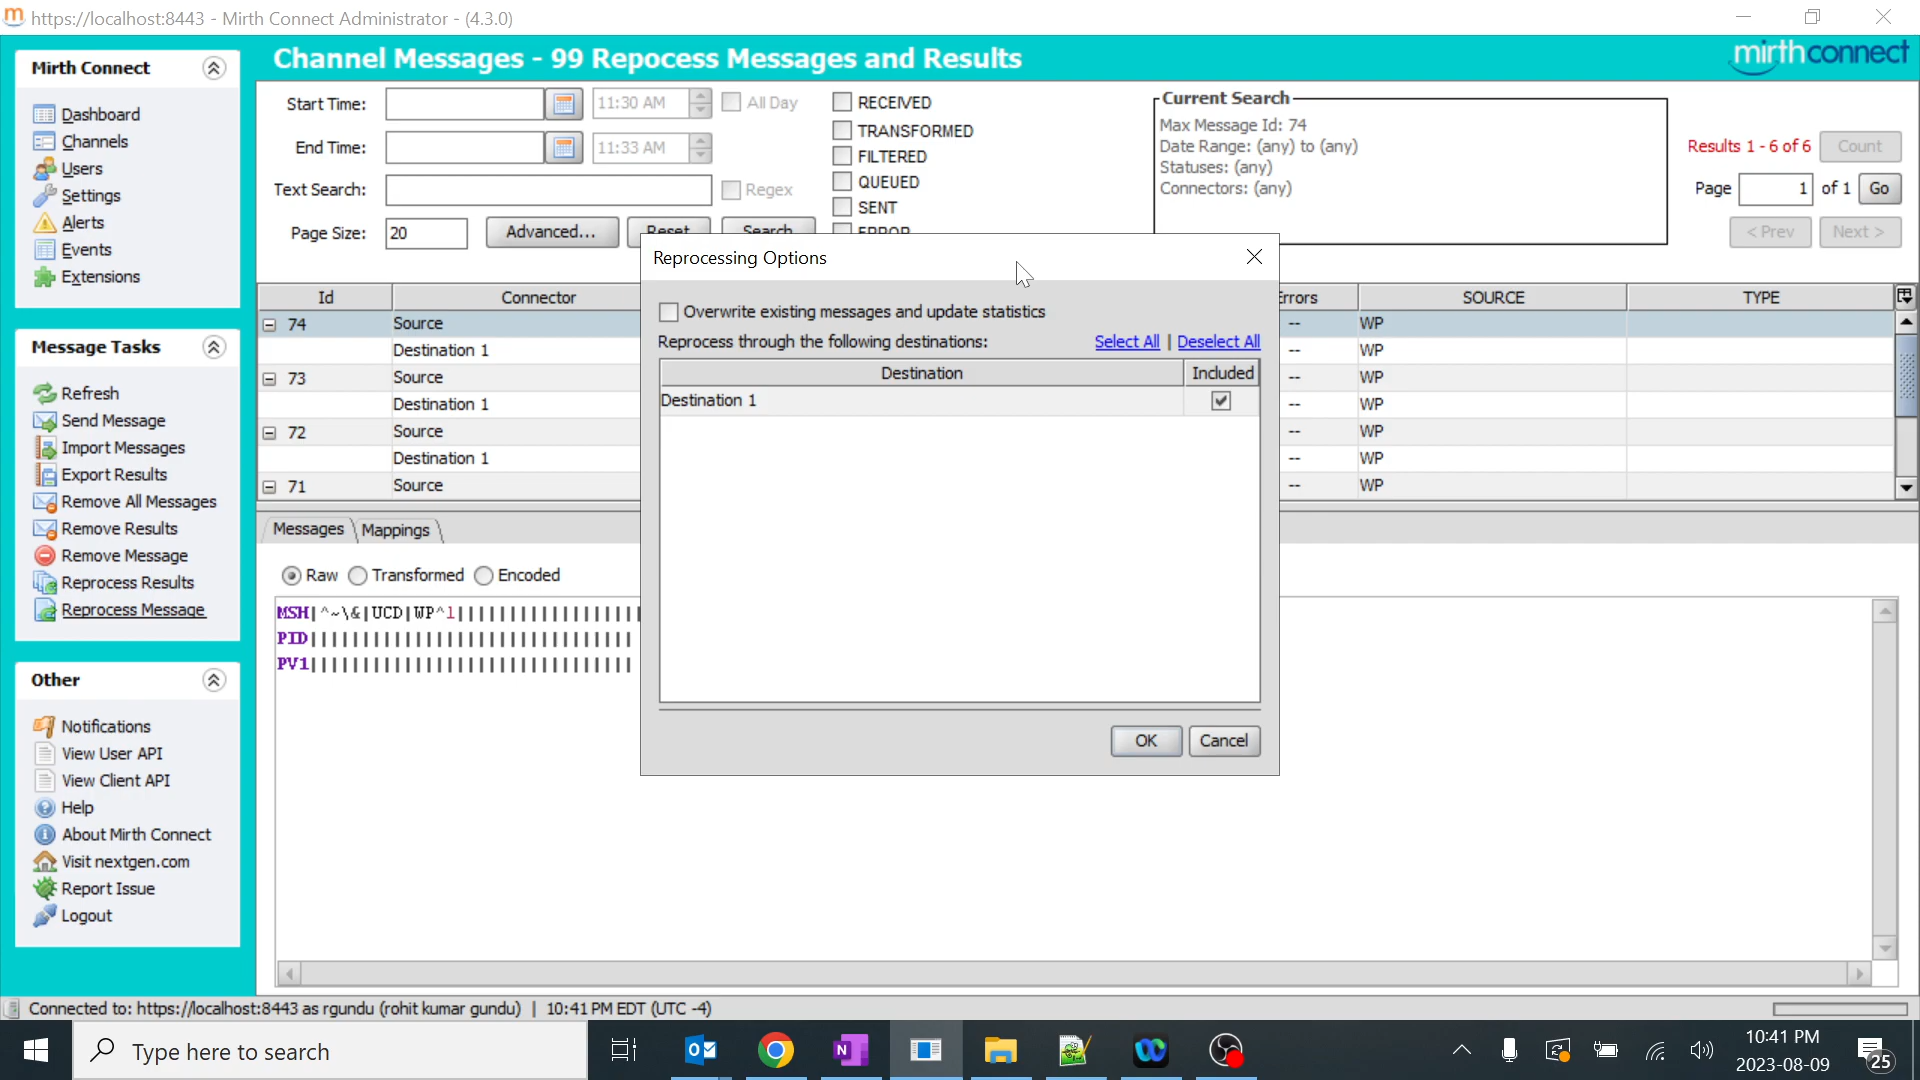 https://localhost:8443 - Mirth Connect Administrator - (4.3.0)
Channel Messages - 99 Repocess Messages and Results
mirthconnect
Mirth Connect
Dashboard
Channels
Users
Settings
Alerts
Events
Extensions
Message Tasks
Refresh
Send Message
Import Messages
Export Results
Remove All Messages
Remove Results
Remove Message
Reprocess Results
Reprocess Message
Other
Notifications
View User API
View Client API
Help
About Mirth Connect
Visit nextgen.com
Report Issue
Logout
Start Time: 11:30 AM All Day
End Time: 11:33 AM
Text Search: Regex
Page Size: 20 Advanced... Reset Search
RECEIVED
TRANSFORMED
FILTERED
QUEUED
SENT
ERROR
Current Search
Max Message Id: 74
Date Range: (any) to (any)
Statuses: (any)
Connectors: (any)
Results 1 - 6 of 6 Count
Page 1 of 1 Go
< Prev Next >
Id Connector Errors SOURCE TYPE
74 Source -- WP
Destination 1 -- WP
73 Source -- WP
Destination 1 -- WP
72 Source -- WP
Destination 1 -- WP
71 Source -- WP
Reprocessing Options
Overwrite existing messages and update statistics
Reprocess through the following destinations: Select All | Deselect All
Destination Included
Destination 1
OK Cancel
Messages Mappings
Raw Transformed Encoded
MSH|^~\&|UCD|WP^1||||||||||||||||||
PID||||||||||||||||||||||||||||
PV1||||||||||||||||||||||||||||
Connected to: https://localhost:8443 as rgundu (rohit kumar gundu) | 10:41 PM EDT (UTC -4)
Type here to search
10:41 PM
2023-08-09
25